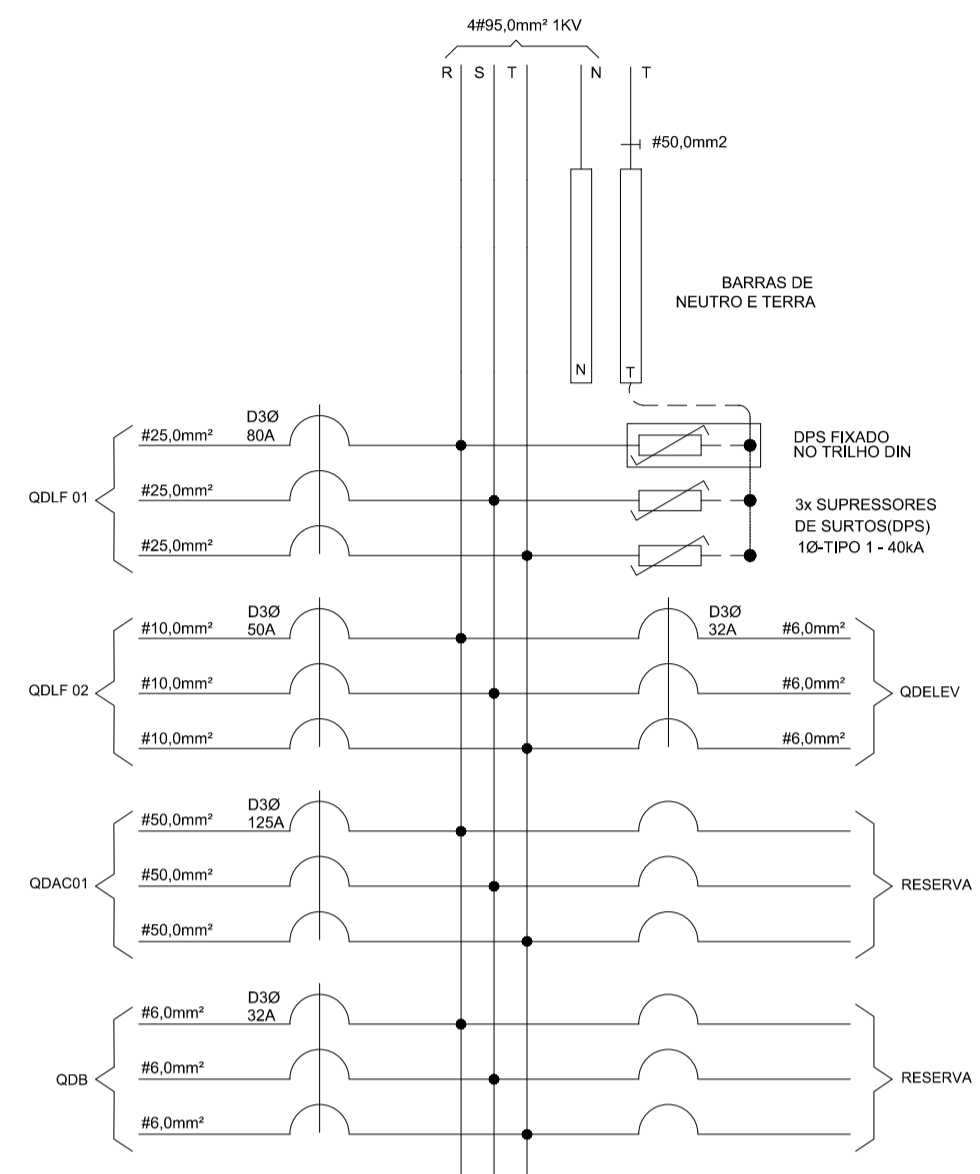 4#95,0mm² 1KV
R S T N T
#50,0mm2
BARRAS DE
NEUTRO E TERRA
N T
D3Ø
80A
#25,0mm²
#25,0mm²
#25,0mm²
QDLF 01
DPS FIXADO
NO TRILHO DIN
3x SUPRESSORES
DE SURTOS(DPS)
1Ø-TIPO 1 - 40kA
D3Ø
50A
#10,0mm²
#10,0mm²
#10,0mm²
QDLF 02
D3Ø
32A
#6,0mm²
#6,0mm²
#6,0mm²
QDELEV
D3Ø
125A
#50,0mm²
#50,0mm²
#50,0mm²
QDAC01
RESERVA
D3Ø
32A
#6,0mm²
#6,0mm²
#6,0mm²
QDB
RESERVA